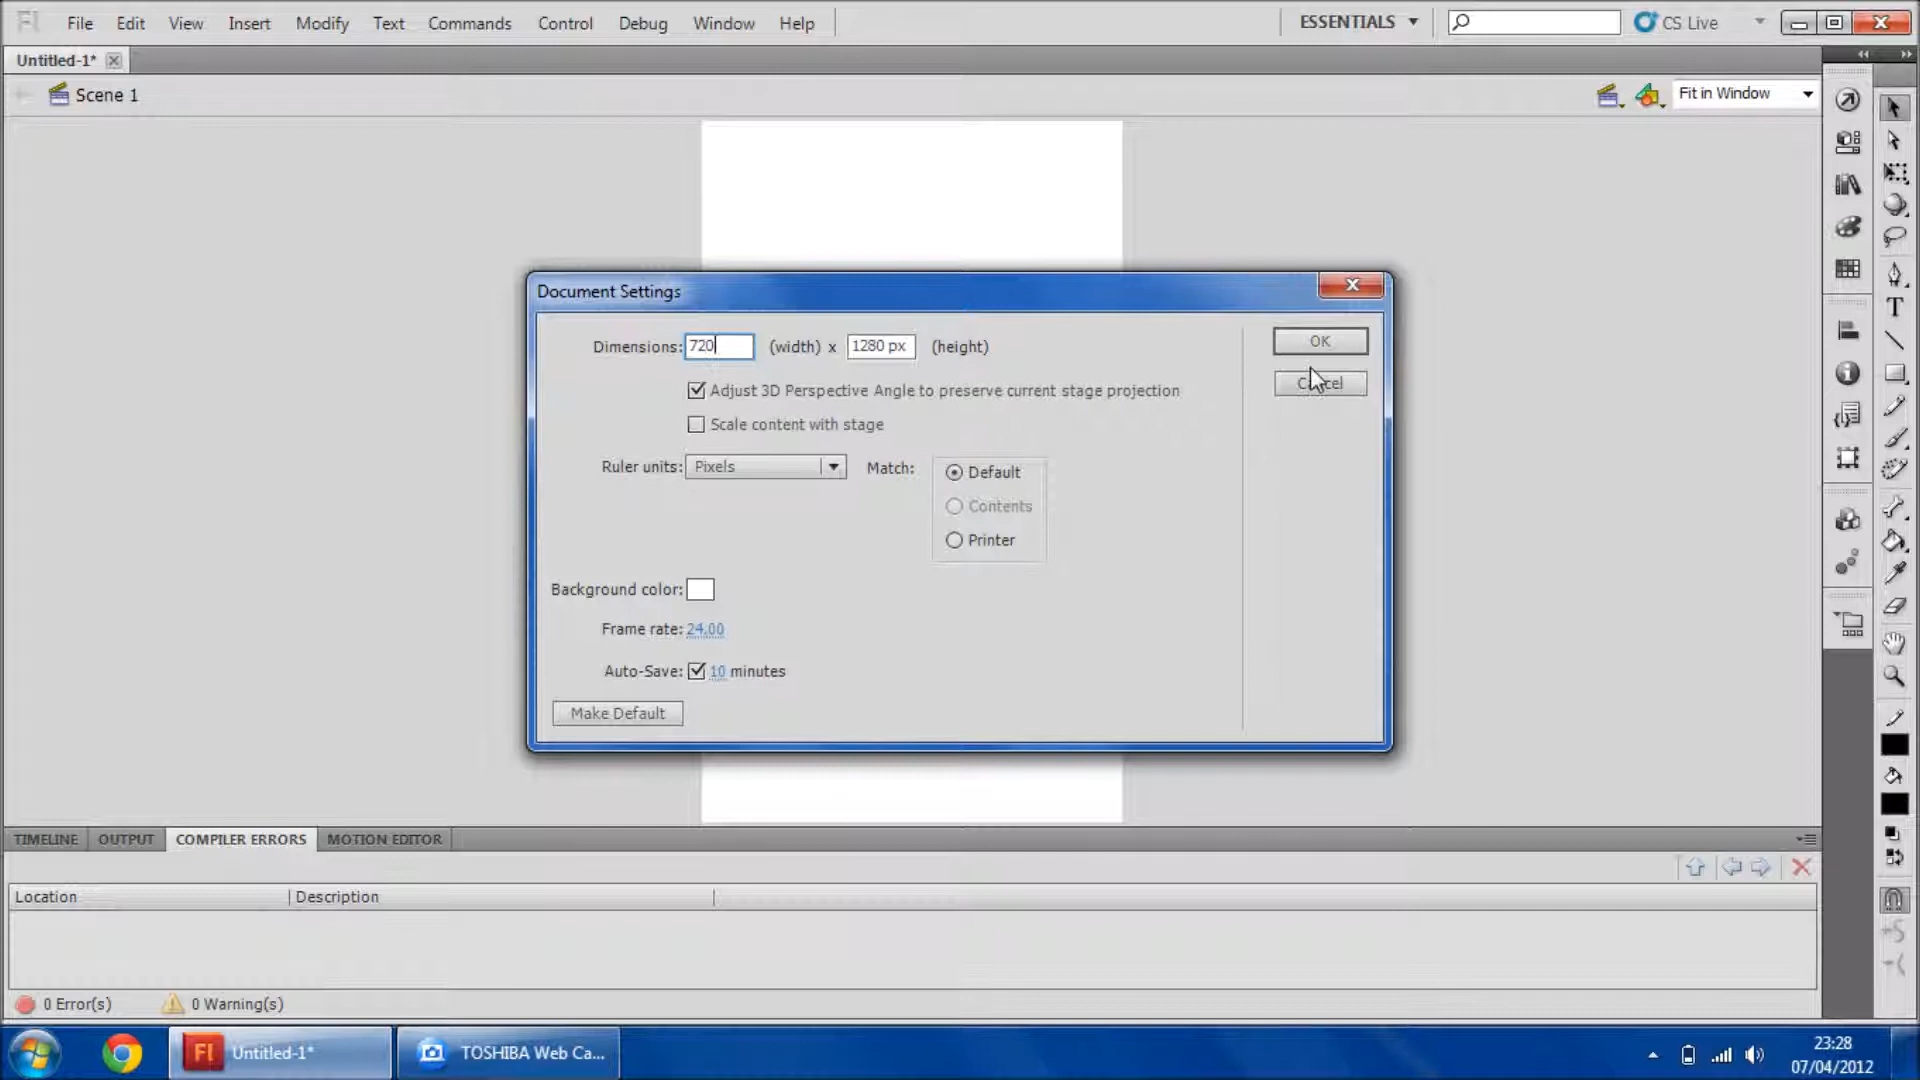 Fl File Edit View Insert Modify Text Commands Control Debug Window Help ESSENTIALS CS Live
Untitled-1*
Scene 1 Fit in Window
Document Settings
Dimensions: 720 (width) x 1280 px (height) OK
Adjust 3D Perspective Angle to preserve current stage projection
Scale content with stage
Ruler units: Pixels Match: Default
Contents
Printer
Background color:
Frame rate: 24.00
Auto-Save: 10 minutes
Make Default
TIMELINE OUTPUT COMPILER ERRORS MOTION EDITOR
Location Description
0 Error(s) 0 Warning(s)
Fl Untitled-1* TOSHIBA Web Ca...
23:28
07/04/2012